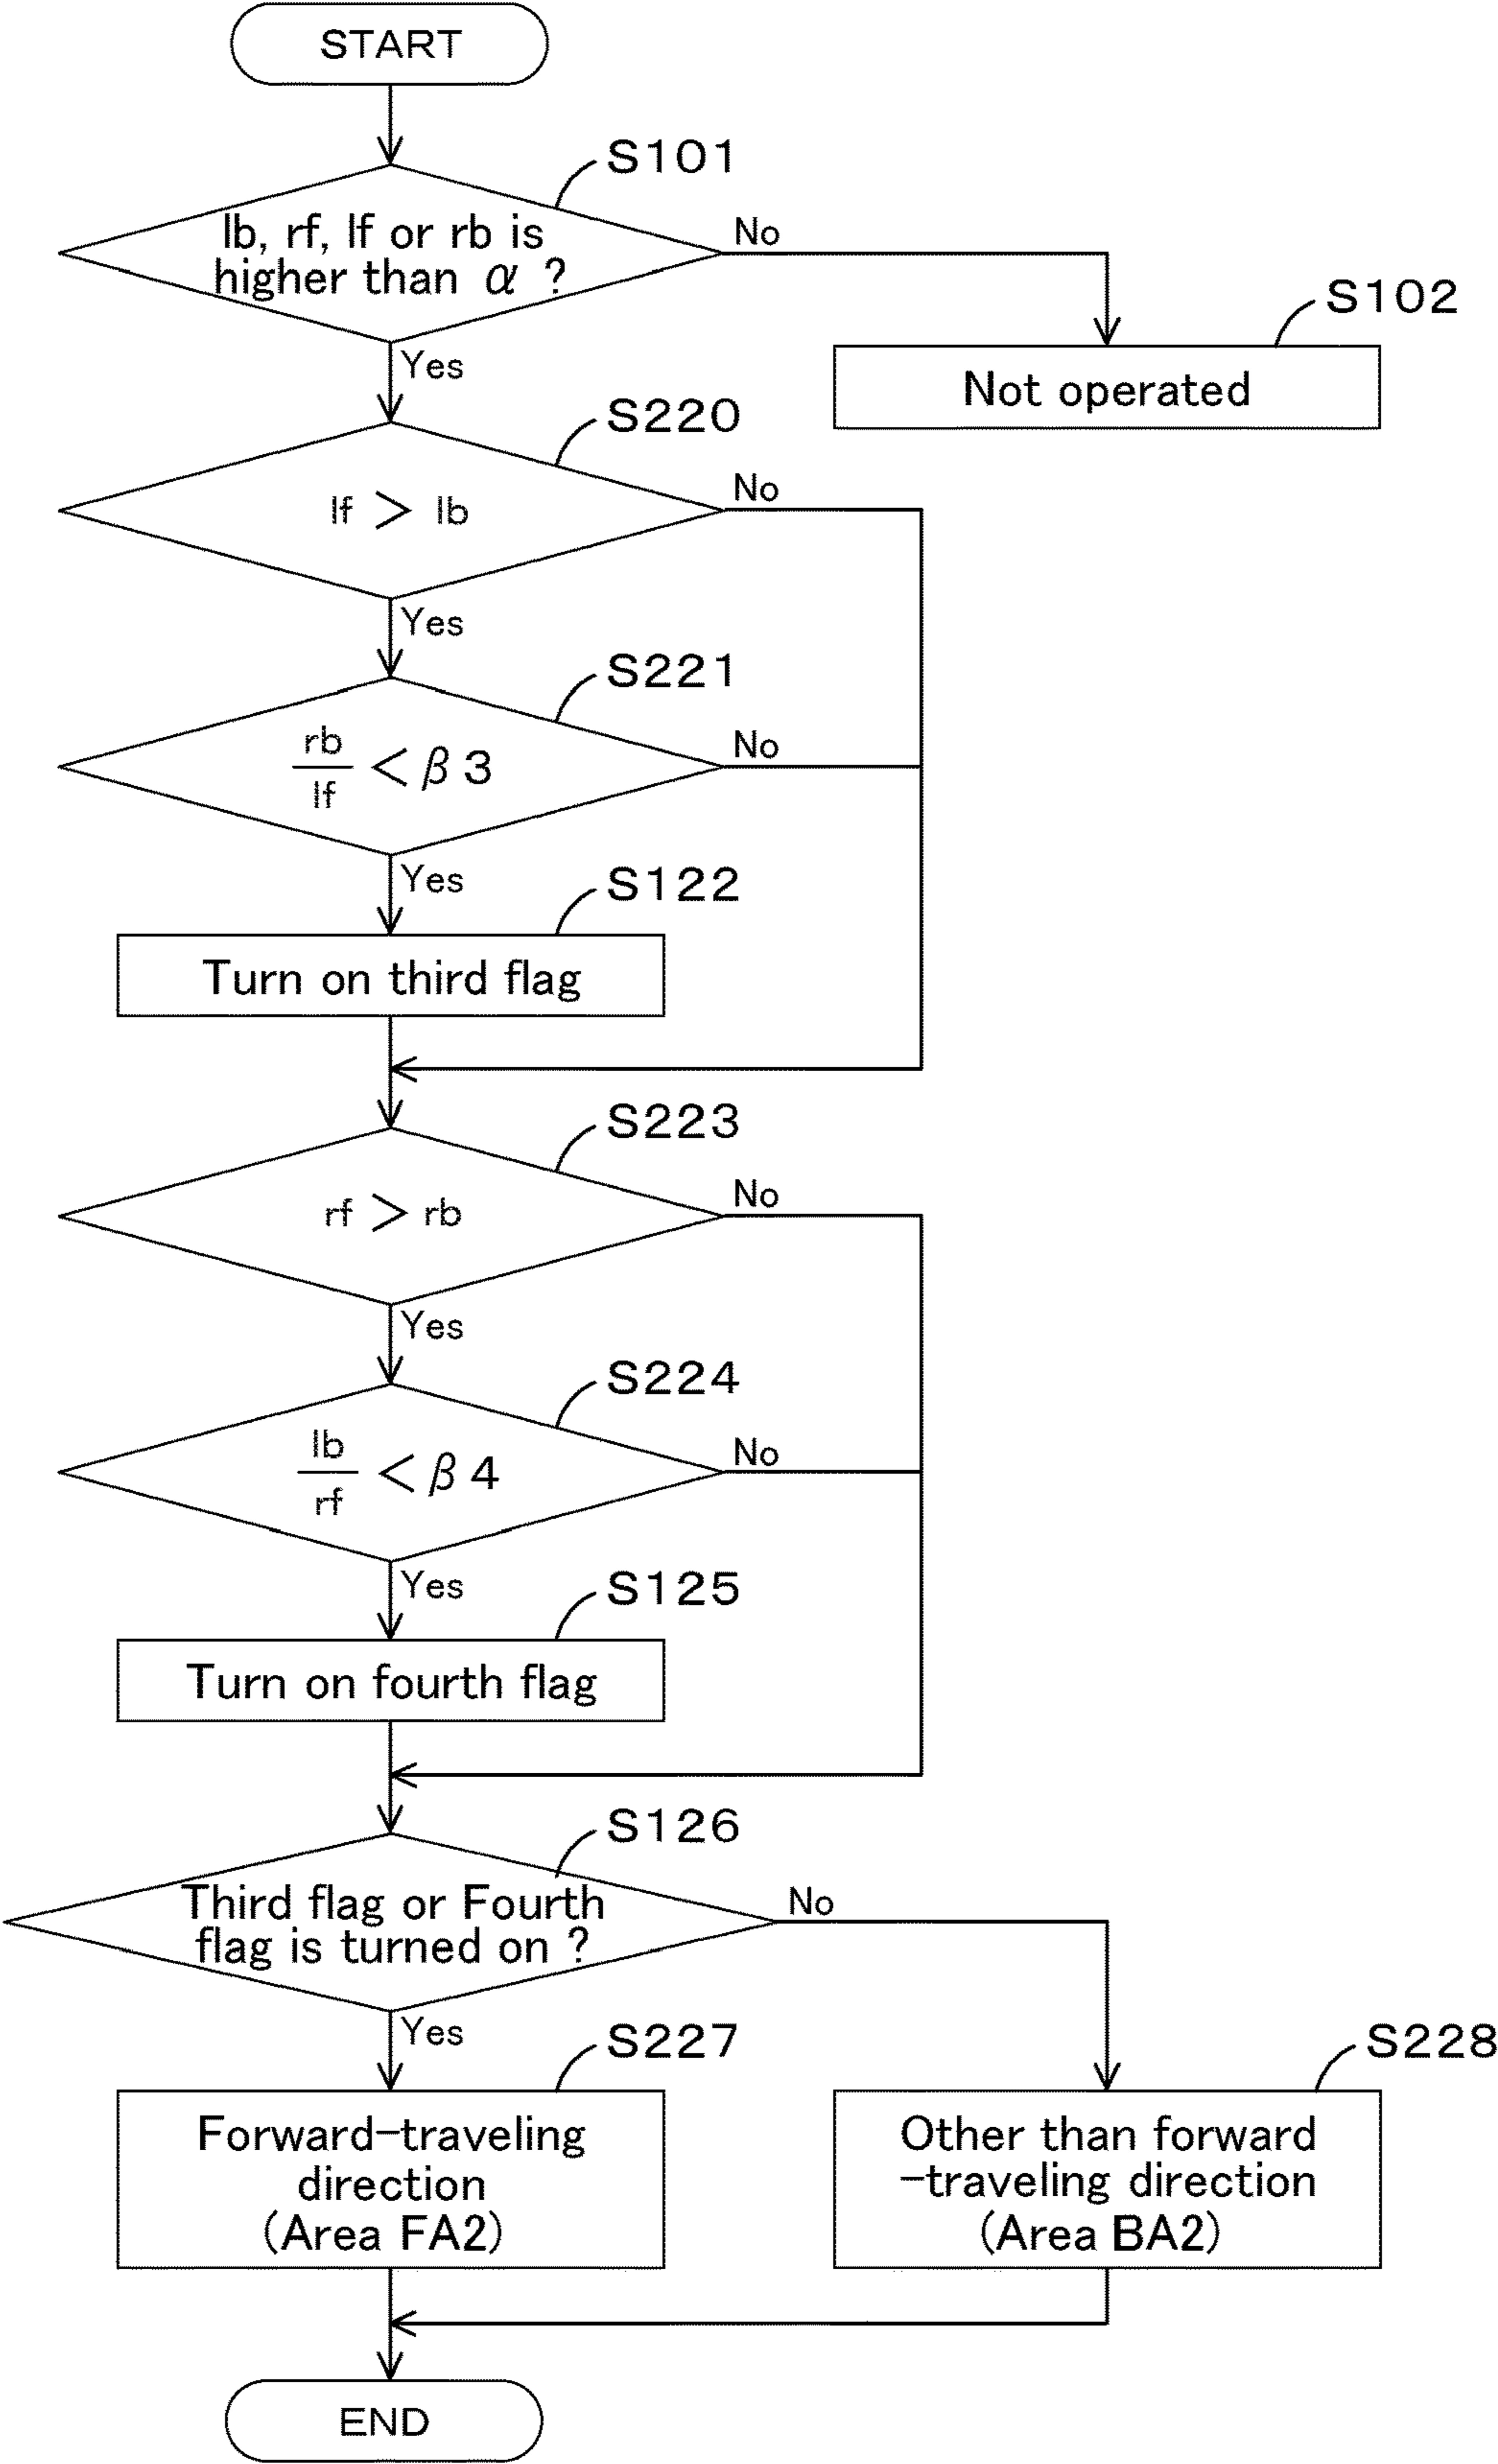 START
S101
lb, rf, lf or rb is
higher than α ?
No
S102
Not operated
Yes
S220
lf > lb
No
Yes
S221
rb
lf
< β3
No
Yes
S122
Turn on third flag
S223
rf > rb
No
Yes
S224
lb
rf
< β4
No
Yes
S125
Turn on fourth flag
S126
Third flag or Fourth
flag is turned on ?
No
Yes
S227
Forward-traveling
direction
(Area FA2)
S228
Other than forward
-traveling direction
(Area BA2)
END